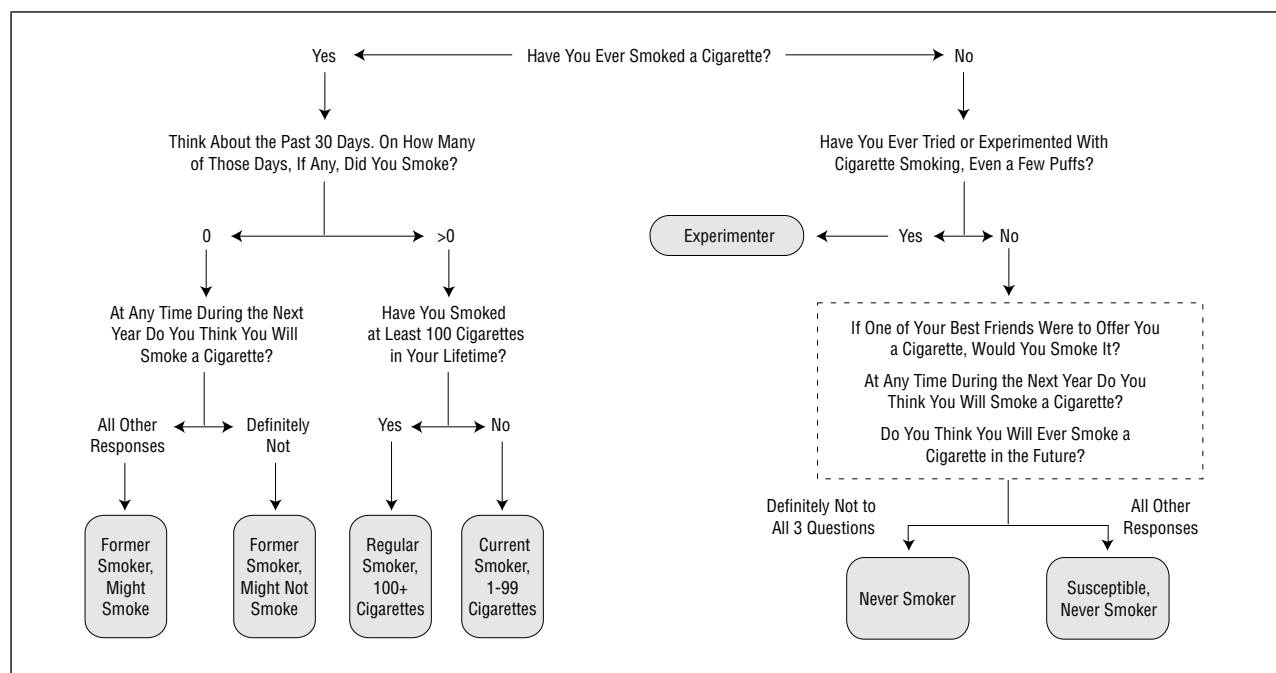 Yes
Have You Ever Smoked a Cigarette?
No
Think About the Past 30 Days. On How Many
of Those Days, If Any, Did You Smoke?
Have You Ever Tried or Experimented With
Cigarette Smoking, Even a Few Puffs?
0
>0
Experimenter
Yes
No
At Any Time During the Next
Year Do You Think You Will
Smoke a Cigarette?
Have You Smoked
at Least 100 Cigarettes
in Your Lifetime?
If One of Your Best Friends Were to Offer You
a Cigarette, Would You Smoke It?
At Any Time During the Next Year Do You
Think You Will Smoke a Cigarette?
Do You Think You Will Ever Smoke a
Cigarette in the Future?
All Other
Responses
Definitely
Not
Yes
No
Definitely Not to
All 3 Questions
All Other
Responses
Former
Smoker,
Might
Smoke
Former
Smoker,
Might Not
Smoke
Regular
Smoker,
100+
Cigarettes
Current
Smoker,
1-99
Cigarettes
Never Smoker
Susceptible,
Never Smoker